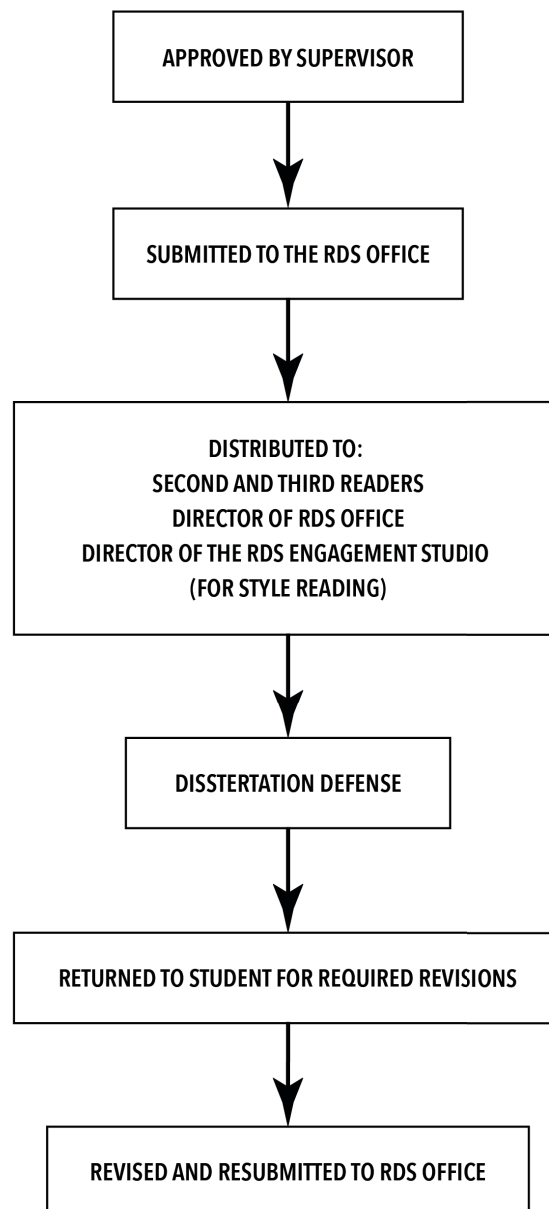 APPROVED BY SUPERVISOR
SUBMITTED TO THE RDS OFFICE
DISTRIBUTED TO:
SECOND AND THIRD READERS
DIRECTOR OF RDS OFFICE
DIRECTOR OF THE RDS ENGAGEMENT STUDIO
(FOR STYLE READING)
DISSTERTATION DEFENSE
RETURNED TO STUDENT FOR REQUIRED REVISIONS
REVISED AND RESUBMITTED TO RDS OFFICE